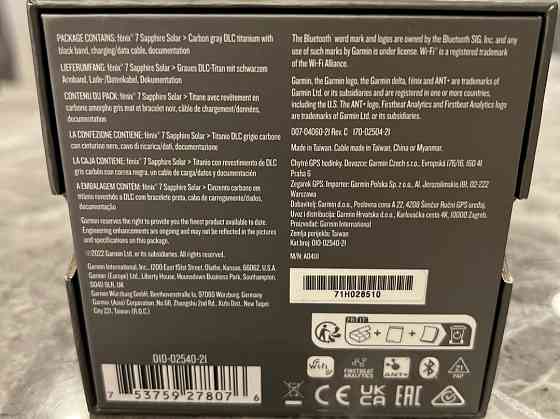 PACKAGE CONTAINS: fēnix® 7 Sapphire Solar > Carbon gray DLC titanium with
black band, charging/data cable, documentation
LIEFERUMFANG: fēnix® 7 Sapphire Solar > Graues DLC-Titan mit schwarzem
Armband, Lade-/Datenkabel, Dokumentation
CONTENU DU PACK: fēnix® 7 Sapphire Solar > Titane avec revêtement en
carbone amorphe gris mat et bracelet noir, câble de chargement/données,
documentation
LA CONFEZIONE CONTIENE: fēnix® 7 Sapphire Solar > Titanio DLC grigio carbone
con cinturino nero, cavo di ricarica/dati, documentazione
LA CAJA CONTIENE: fēnix® 7 Sapphire Solar > Titanio con revestimiento de DLC
gris carbón con correa negra, un cable de carga/datos y documentación
A EMBALAGEM CONTÉM: fēnix® 7 Sapphire Solar > Cinzento carbono em
titânio revestido a DLC com bracelete preta, cabo de carregamento/dados,
documentação
Garmin reserves the right to provide you the finest product available to date.
Engineering enhancements are ongoing and may not be reflected in the pictures
and specifications on this package.
©2022 Garmin Ltd. or its subsidiaries. All rights reserved.
Garmin International, Inc., 1200 East 151st Street, Olathe, Kansas, 66062, U.S.A.
Garmin (Europe) Ltd., Liberty House, Hounsdown Business Park, Southampton,
SO40 9LR, UK
Garmin Würzburg GmbH, Beethovenstraße 1a, 97080 Würzburg, Germany
Garmin (Asia) Corporation, No.68, Zhangshu 2nd Rd., Xizhi Dist., New Taipei
City 221, Taiwan (R.O.C.)
010-02540-21
7 53759 27807 6
The Bluetooth® word mark and logos are owned by the Bluetooth SIG, Inc. and any
use of such marks by Garmin is under license. Wi-Fi® is a registered trademark
of the Wi-Fi Alliance.
Garmin, the Garmin logo, the Garmin delta, fēnix and ANT+ are trademarks of
Garmin Ltd. or its subsidiaries and are registered in one or more countries,
including the U.S. The ANT+ logo, Firstbeat Analytics and Firstbeat Analytics logo
are trademarks of Garmin Ltd. or its subsidiaries.
007-04060-21 Rev. C 170-02504-21
Made in Taiwan. Cable made in Taiwan, China or Myanmar.
Chytré GPS hodinky. Dovozce: Garmin Czech s.r.o., Evropská 176/16, 160 41
Praha 6
Zegarek GPS. Importer: Garmin Polska Sp. z o.o., Al. Jerozolimskie, 02-222
Warszawa
Dobavitelj: Garmin d.o.o., Poslovna cona A 22, 4208 Šenčur Ročni GPS uređaj.
Uvoz i distribucija: Garmin Hrvatska d.o.o., Karlovačka cesta 4K, 10000 Zagreb.
Proizvođač: Garmin Corporation
Zemlja porijekla: Taiwan
Kat broj: 010-02540-21
M/N: A04111
71H028510
WiFi
FIRSTBEAT
ANALYTICS
ANT+
21
PAP
CE UK CA EAC